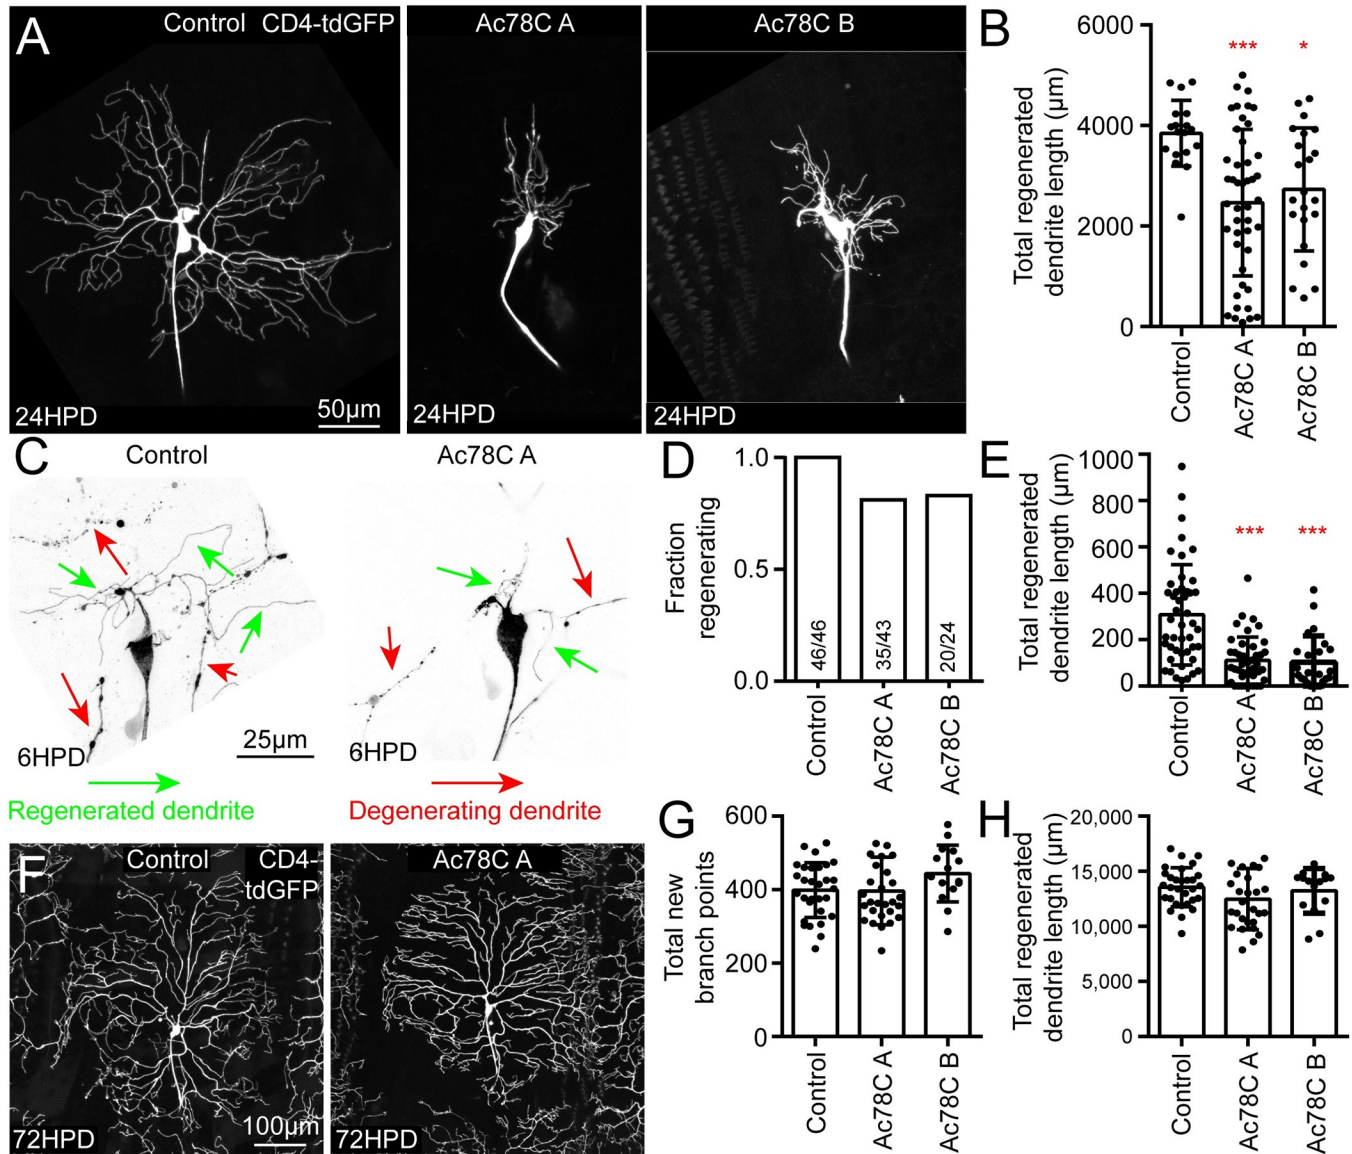 A
Control CD4-tdGFP
24HPD
50µm
Ac78C A
24HPD
Ac78C B
24HPD
B
Total regenerated
dendrite length (µm)
6000
4000
2000
0
***
*
Control
Ac78C A
Ac78C B
C
Control
6HPD
25µm
Ac78C A
6HPD
Regenerated dendrite
Degenerating dendrite
D
Fraction
regenerating
1.0
0.5
0.0
46/46
35/43
20/24
Control
Ac78C A
Ac78C B
E
Total regenerated
dendrite length (µm)
1000
800
600
400
200
0
***
***
Control
Ac78C A
Ac78C B
F
Control
CD4-
tdGFP
72HPD
100µm
Ac78C A
72HPD
G
Total new
branch points
600
400
200
0
Control
Ac78C A
Ac78C B
H
Total regenerated
dendrite length (µm)
20,000
15,000
10,000
5,000
0
Control
Ac78C A
Ac78C B